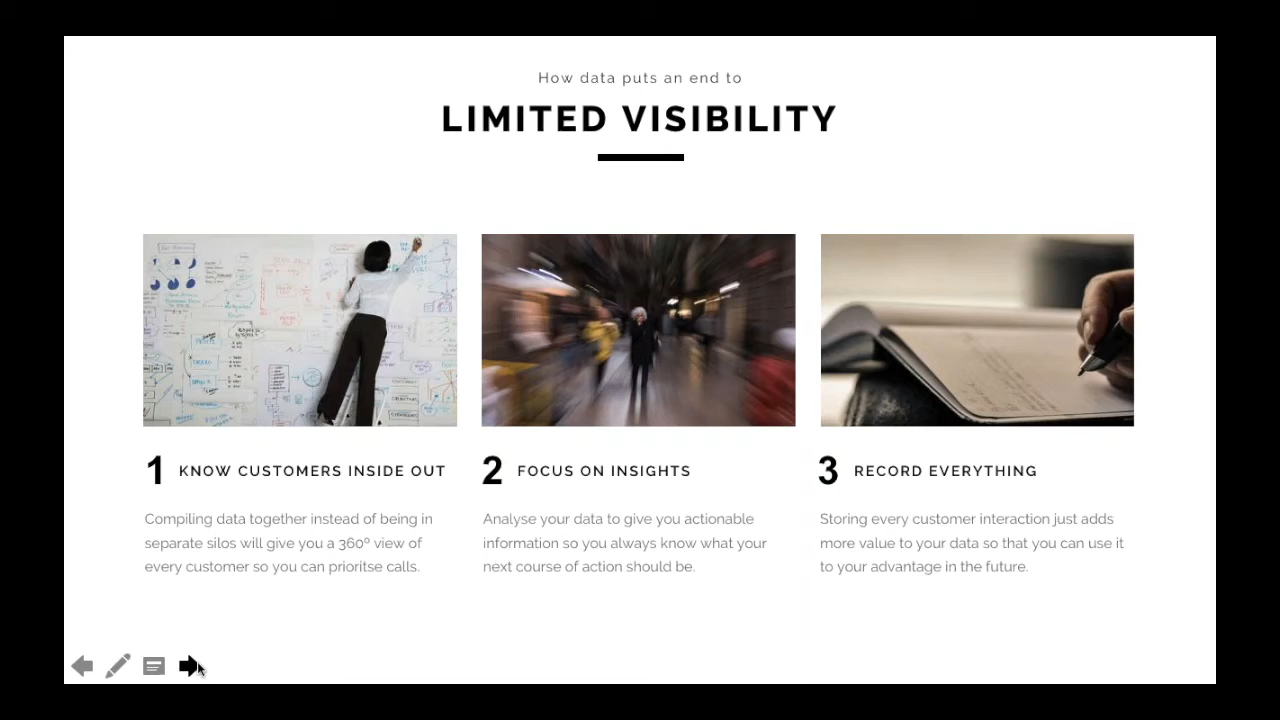 How data puts an end to
LIMITED VISIBILITY
1 KNOW CUSTOMERS INSIDE OUT
Compiling data together instead of being in
separate silos will give you a 360º view of
every customer so you can prioritse calls.
2 FOCUS ON INSIGHTS
Analyse your data to give you actionable
information so you always know what your
next course of action should be.
3 RECORD EVERYTHING
Storing every customer interaction just adds
more value to your data so that you can use it
to your advantage in the future.